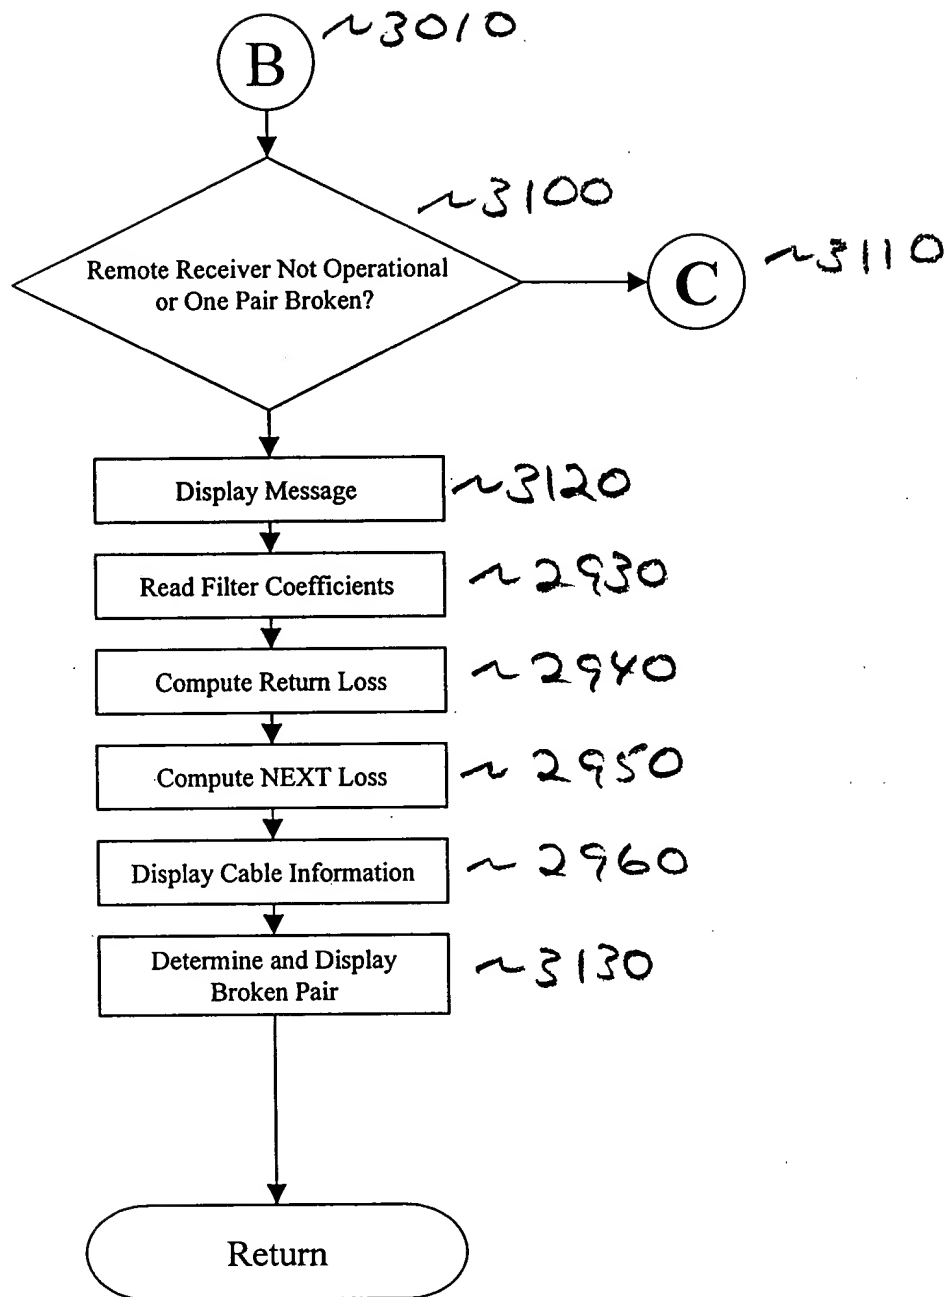 B ~3010
~3100
Remote Receiver Not Operational
or One Pair Broken?
C ~3110
Display Message ~3120
Read Filter Coefficients ~2930
Compute Return Loss ~2940
Compute NEXT Loss ~2950
Display Cable Information ~2960
Determine and Display
Broken Pair ~3130
Return